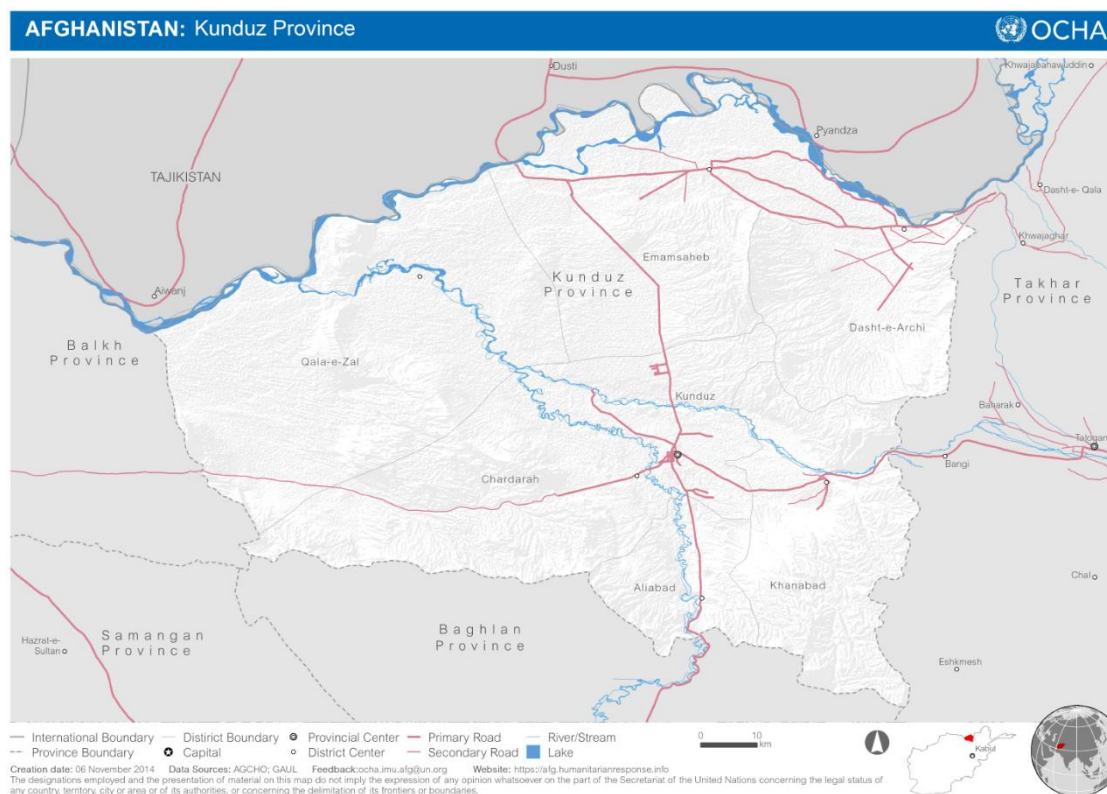 AFGHANISTAN: Kunduz Province
OCHA
Dusti
Khwajabahawuddin
Pyandza
TAJIKISTAN
Dasht-e- Qala
Khwajaghar
Emamsaheb
Kunduz
Province
Takhar
Province
Aiwanj
Balkh
Province
Dasht-e-Archi
Qala-e-Zal
Kunduz
Baharak
Taloqan
Bangi
Chardarah
Chal
Aliabad
Khanabad
Baghlan
Province
Samangan
Province
Hazrat-e-
Sultan
Eshkmesh
International Boundary
District Boundary
Provincial Center
Primary Road
River/Stream
Province Boundary
Capital
District Center
Secondary Road
Lake
0 10
km
Kabul
Creation date: 06 November 2014 Data Sources: AGCHO; GAUL Feedback:ocha.imu.afg@un.org Website: https://afg.humanitarianresponse.info
The designations employed and the presentation of material on this map do not imply the expression of any opinion whatsoever on the part of the Secretariat of the United Nations concerning the legal status of
any country, territory, city or area or of its authorities, or concerning the delimitation of its frontiers or boundaries.